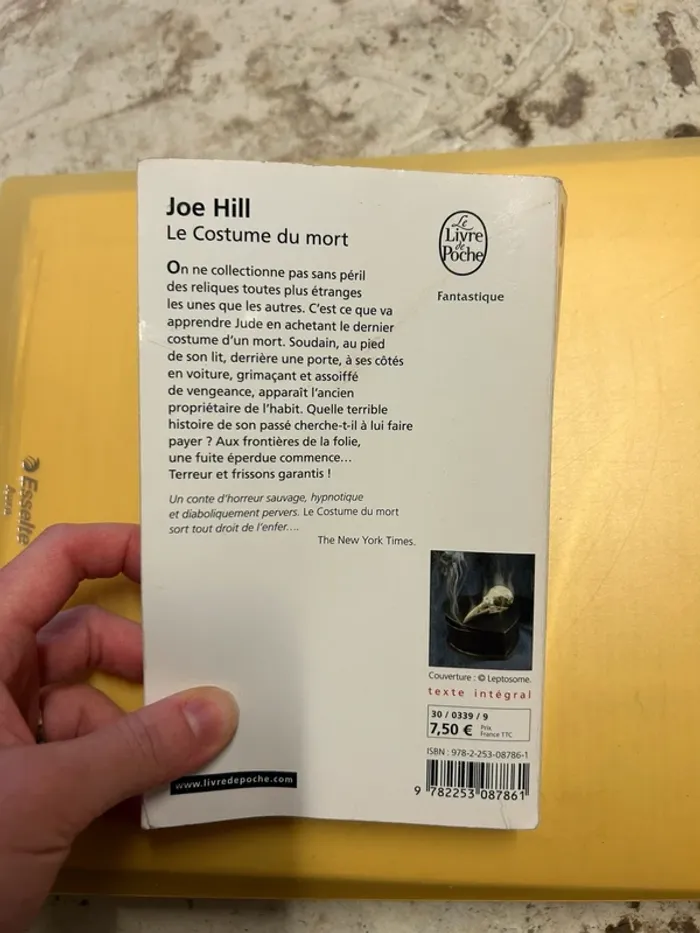 Joe Hill
Le Costume du mort
On ne collectionne pas sans péril
des reliques toutes plus étranges
les unes que les autres. C'est ce que va
apprendre Jude en achetant le dernier
costume d'un mort. Soudain, au pied
de son lit, derrière une porte, à ses côtés
en voiture, grimaçant et assoiffé
de vengeance, apparaît l'ancien
propriétaire de l'habit. Quelle terrible
histoire de son passé cherche-t-il à lui faire
payer ? Aux frontières de la folie,
une fuite éperdue commence…
Terreur et frissons garantis !
Un conte d'horreur sauvage, hypnotique
et diaboliquement pervers. Le Costume du mort
sort tout droit de l'enfer….
The New York Times.
Le
Livre
de
Poche
Fantastique
Couverture : © Leptosome.
texte intégral
30 / 0339 / 9
7,50 € Prix
France TTC
ISBN : 978-2-253-08786-1
9 782253 087861
www.livredepoche.com
Esselte